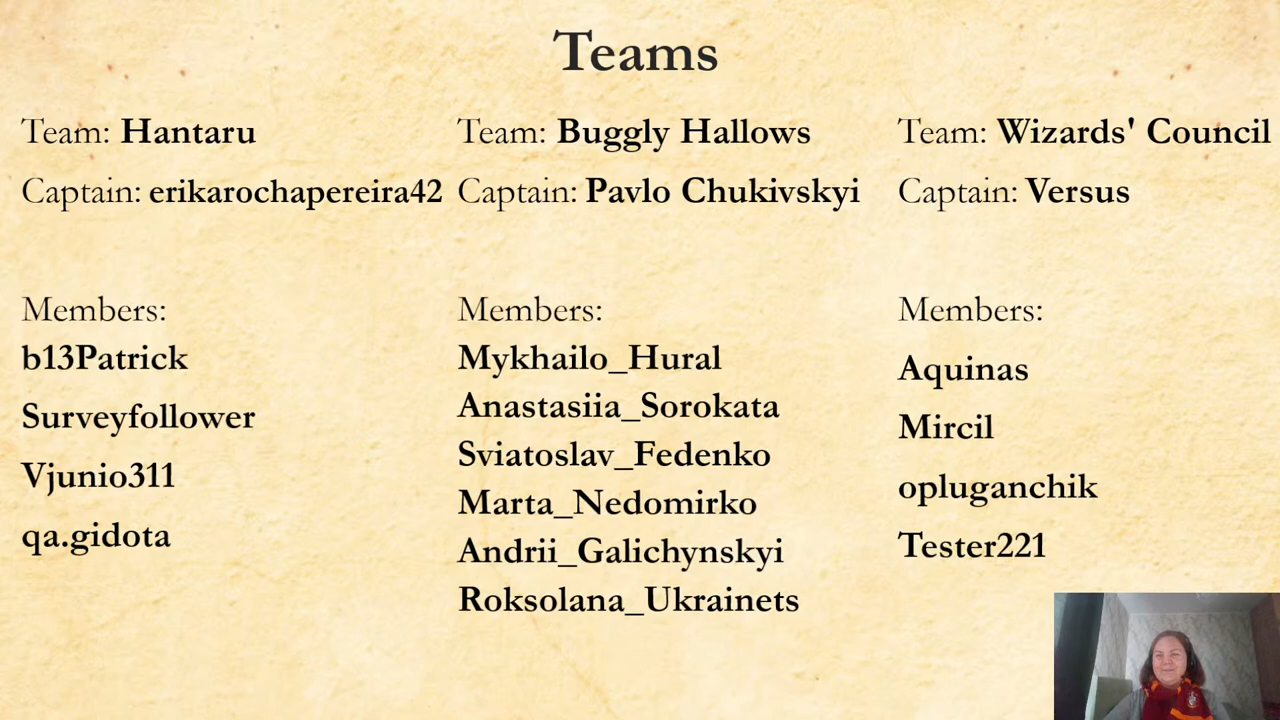 Teams
Team: Hantaru
Captain: erikarochapereira42
Members:
b13Patrick
Surveyfollower
Vjunio311
qa.gidota
Team: Buggly Hallows
Captain: Pavlo Chukivskyi
Members:
Mykhailo_Hural
Anastasiia_Sorokata
Sviatoslav_Fedenko
Marta_Nedomirko
Andrii_Galichynskyi
Roksolana_Ukrainets
Team: Wizards' Council
Captain: Versus
Members:
Aquinas
Mircil
opluganchik
Tester221